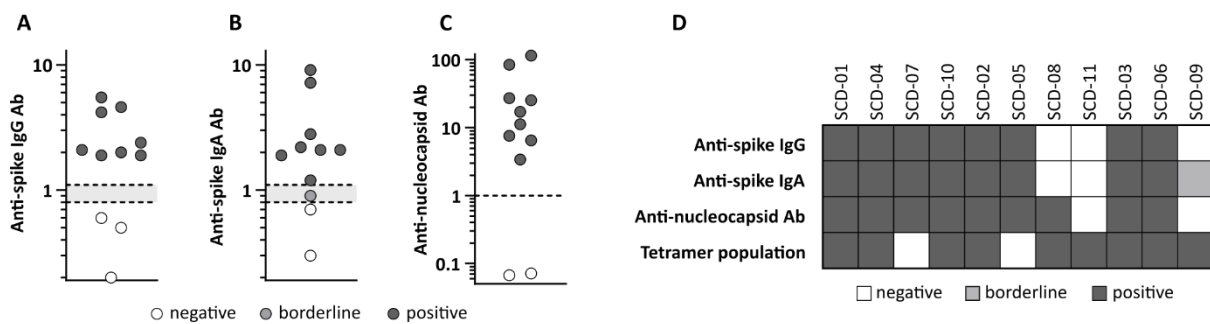 A
Anti-spike IgG Ab
10
1
B
Anti-spike IgA Ab
10
1
C
Anti-nucleocapsid Ab
100
10
1
0.1
negative
borderline
positive
D
SCD-01
SCD-04
SCD-07
SCD-10
SCD-02
SCD-05
SCD-08
SCD-11
SCD-03
SCD-06
SCD-09
Anti-spike IgG
Anti-spike IgA
Anti-nucleocapsid Ab
Tetramer population
negative
borderline
positive